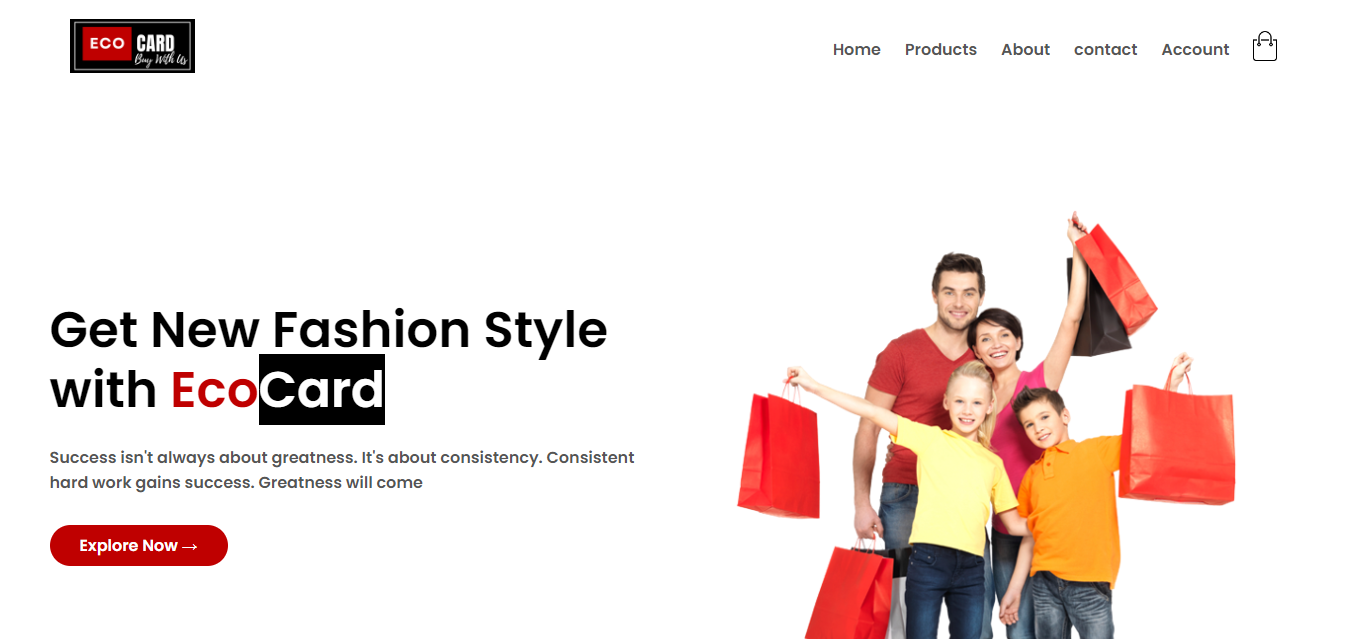 ECO CARD
Buy With Us
Home Products About contact Account
Get New Fashion Style
with EcoCard
Success isn't always about greatness. It's about consistency. Consistent
hard work gains success. Greatness will come
Explore Now →